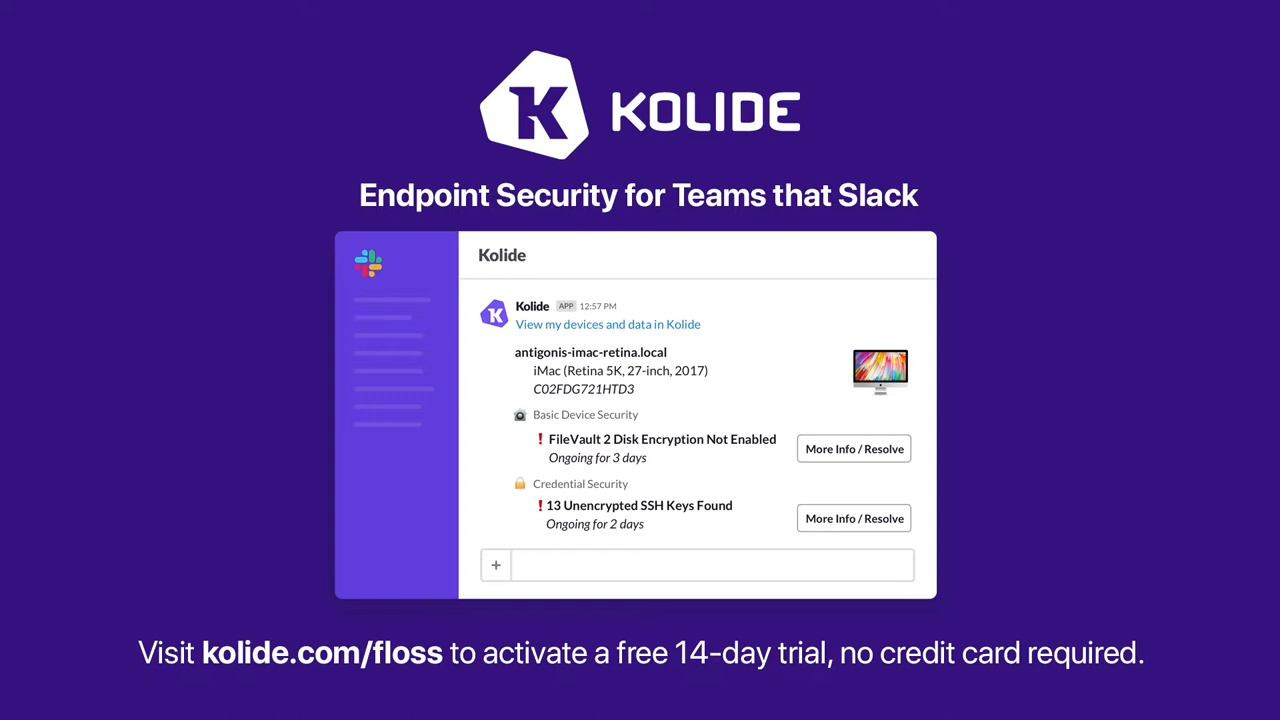 KOLIDE
Endpoint Security for Teams that Slack
Kolide
Kolide APP 12:57 PM
View my devices and data in Kolide
antigonis-imac-retina.local
iMac (Retina 5K, 27-inch, 2017)
C02FDG721HTD3
Basic Device Security
FileVault 2 Disk Encryption Not Enabled
Ongoing for 3 days
More Info / Resolve
Credential Security
13 Unencrypted SSH Keys Found
Ongoing for 2 days
More Info / Resolve
+
Visit kolide.com/floss to activate a free 14-day trial, no credit card required.